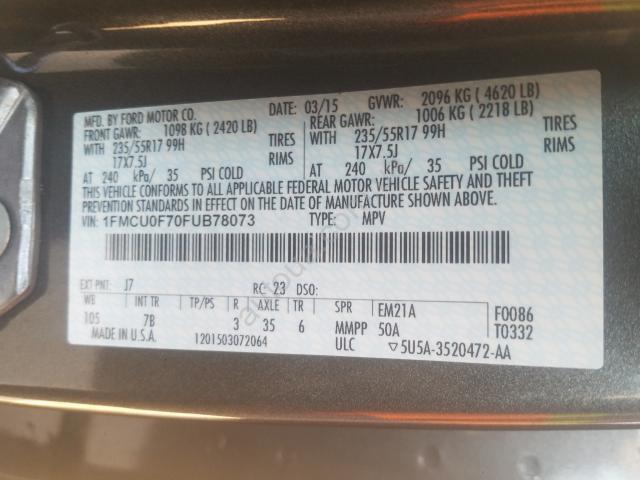 MFD. BY FORD MOTOR CO. DATE: 03/15 GVWR: 2096 KG ( 4620 LB)
FRONT GAWR: 1098 KG ( 2420 LB) REAR GAWR: 1006 KG ( 2218 LB)
WITH 235/55R17 99H TIRES WITH 235/55R17 99H TIRES
17X7.5J RIMS 17X7.5J RIMS
AT 240 kPa/ 35 PSI COLD AT 240 kPa/ 35 PSI COLD
THIS VEHICLE CONFORMS TO ALL APPLICABLE FEDERAL MOTOR VEHICLE SAFETY AND THEFT
PREVENTION STANDARDS IN EFFECT ON THE DATE OF MANUFACTURE SHOWN ABOVE.
VIN: 1FMCU0F70FUB78073 TYPE: MPV
EXT PNT: J7 RC: 23 DSO:
WB INT TR TP/PS R AXLE TR SPR EM21A F0086
105 7B 3 35 6 MMPP 50A T0332
MADE IN U.S.A. 1201503072064 ULC ▽5U5A-3520472-AA